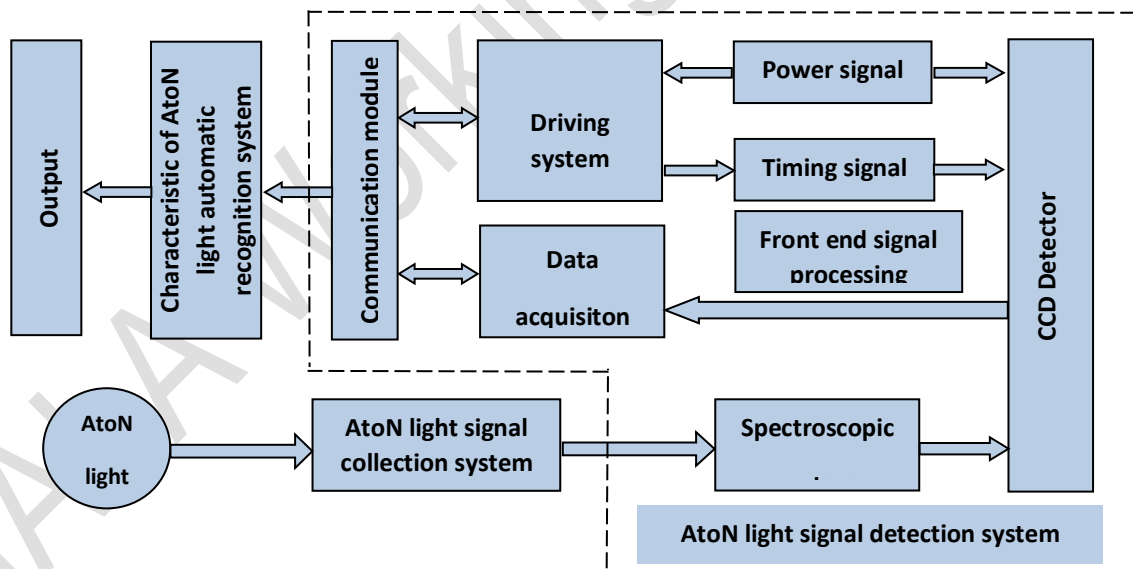 Output
Characteristic of AtoN
light automatic
recognition system
Communication module
Driving
system
Data
acquisiton
Power signal
Timing signal
Front end signal
processing
CCD Detector
AtoN
light
AtoN light signal
collection system
Spectroscopic
AtoN light signal detection system